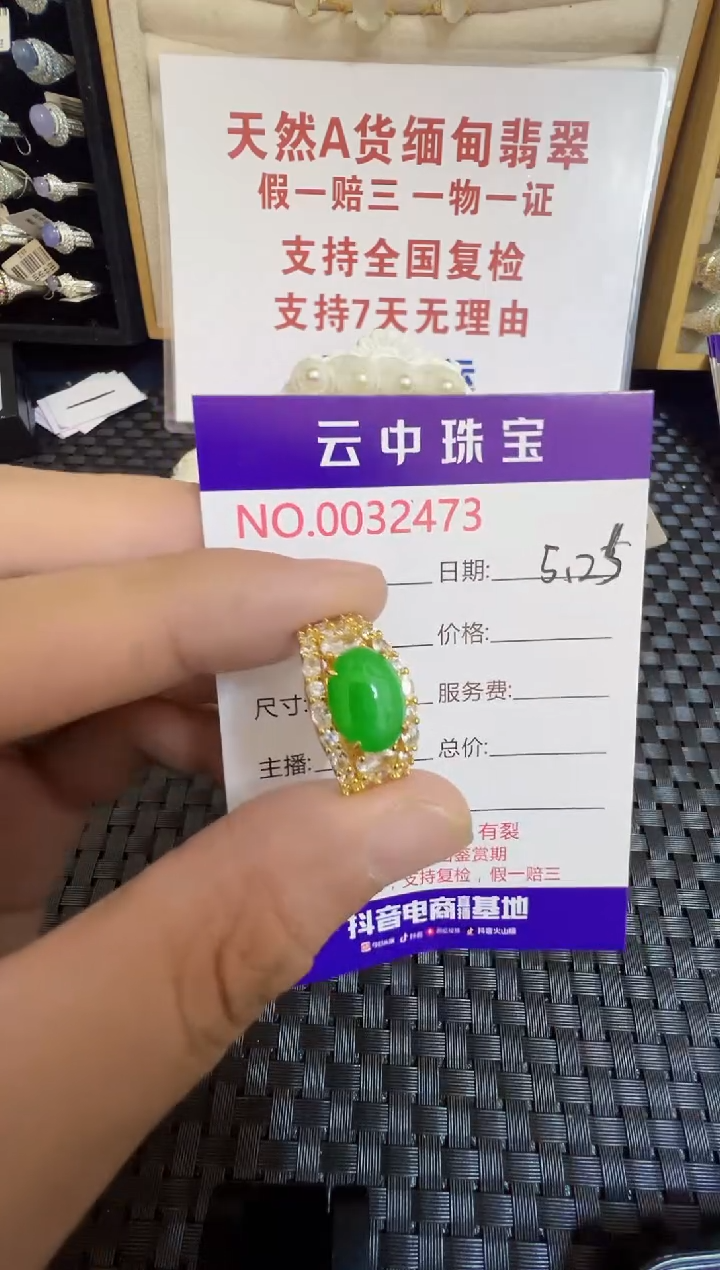 天然A货缅甸翡翠
假一赔三 一物一证
支持全国复检
支持7天无理由
云中珠宝
NO.0032473
日期: 5.25
价格:
尺寸: 服务费:
主播: 总价:
有裂
鉴赏期
支持复检，假一赔三
抖音电商直播基地
抖音火山版